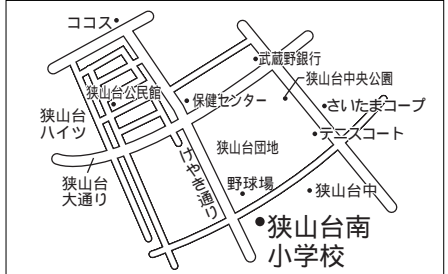 ココス
武蔵野銀行
狭山台中央公園
狭山台公民館
保健センター
さいたまコープ
狭山台
ハイツ
テニスコート
狭山台団地
けやき通り
狭山台
大通り
野球場
狭山台中
狭山台南
小学校